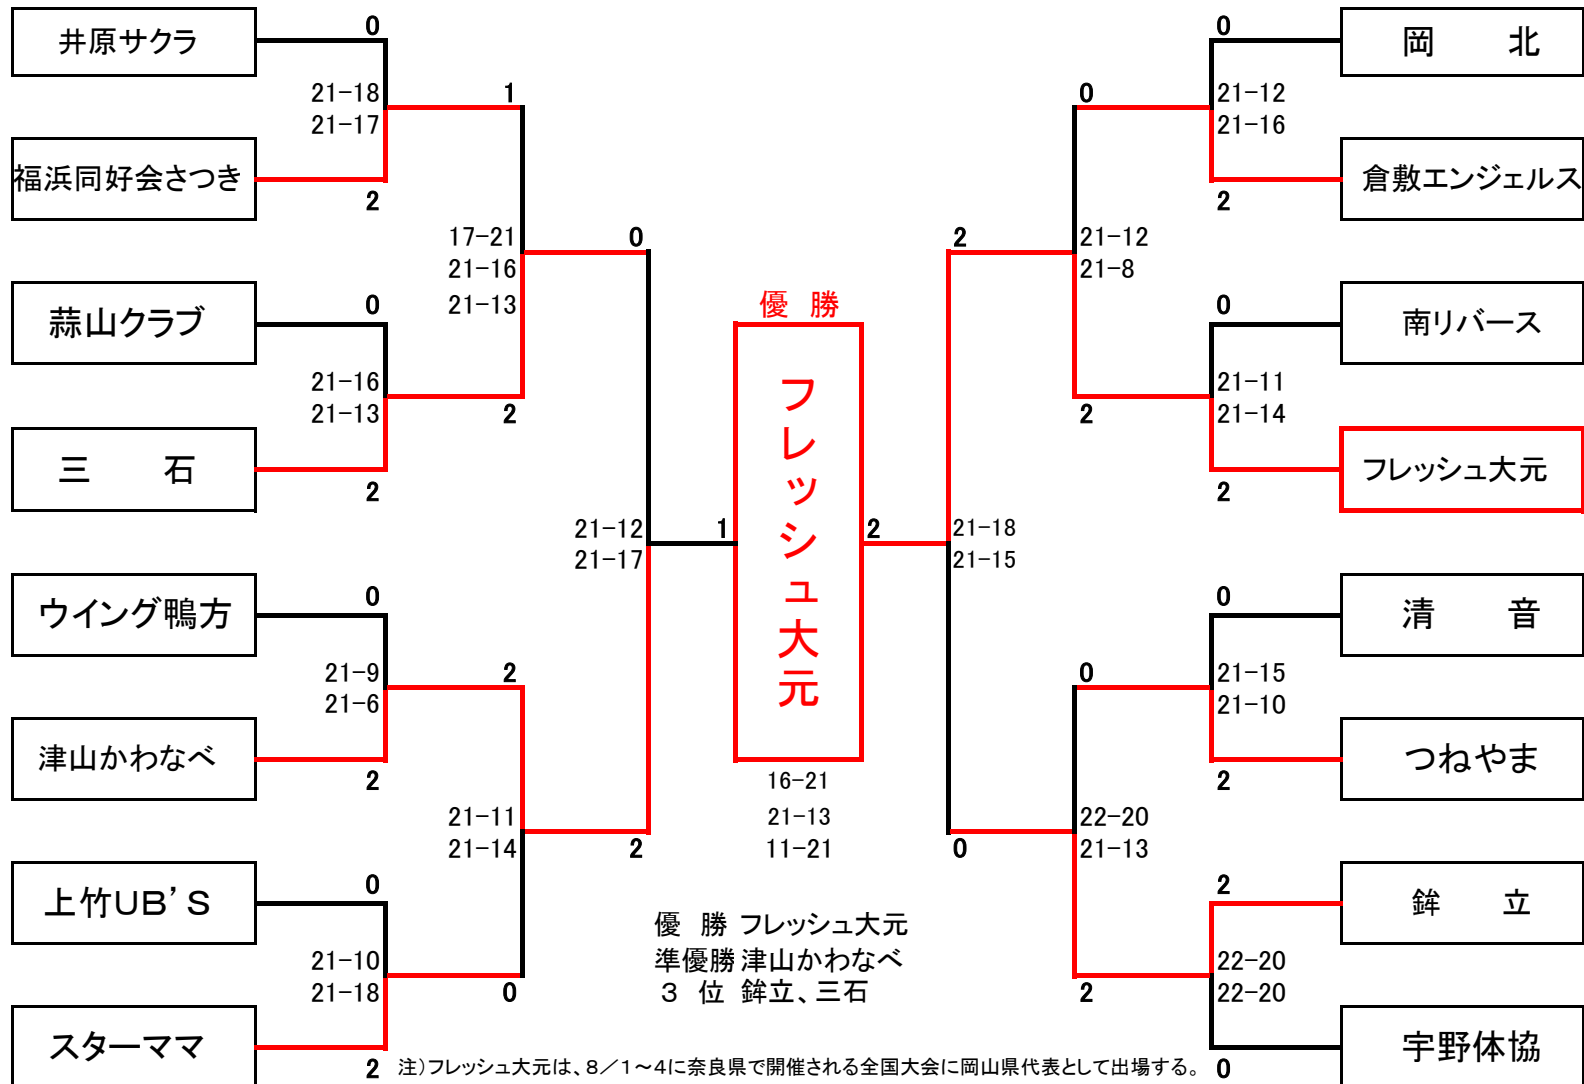 井原サクラ
0
21-18
21-17
福浜同好会さつき
2
1
蒜山クラブ
0
21-16
21-13
三　石
2
17-21
21-16
21-13
2
0
ウイング鴨方
0
21-9
21-6
津山かわなべ
2
2
上竹UB'S
0
21-10
21-18
スターママ
2
21-11
21-14
0
2
21-12
21-17
1
優 勝
フレッシュ大元
16-21
21-13
11-21
2
21-18
21-15
岡　北
0
21-12
21-16
倉敷エンジェルス
2
0
南リバース
0
21-11
21-14
フレッシュ大元
2
21-12
21-8
2
2
清　音
0
21-15
21-10
つねやま
2
0
鉾　立
2
22-20
22-20
宇野体協
0
22-20
21-13
2
0
優 勝 フレッシュ大元
準優勝 津山かわなべ
3 位 鉾立、三石
注)フレッシュ大元は、8/1~4に奈良県で開催される全国大会に岡山県代表として出場する。